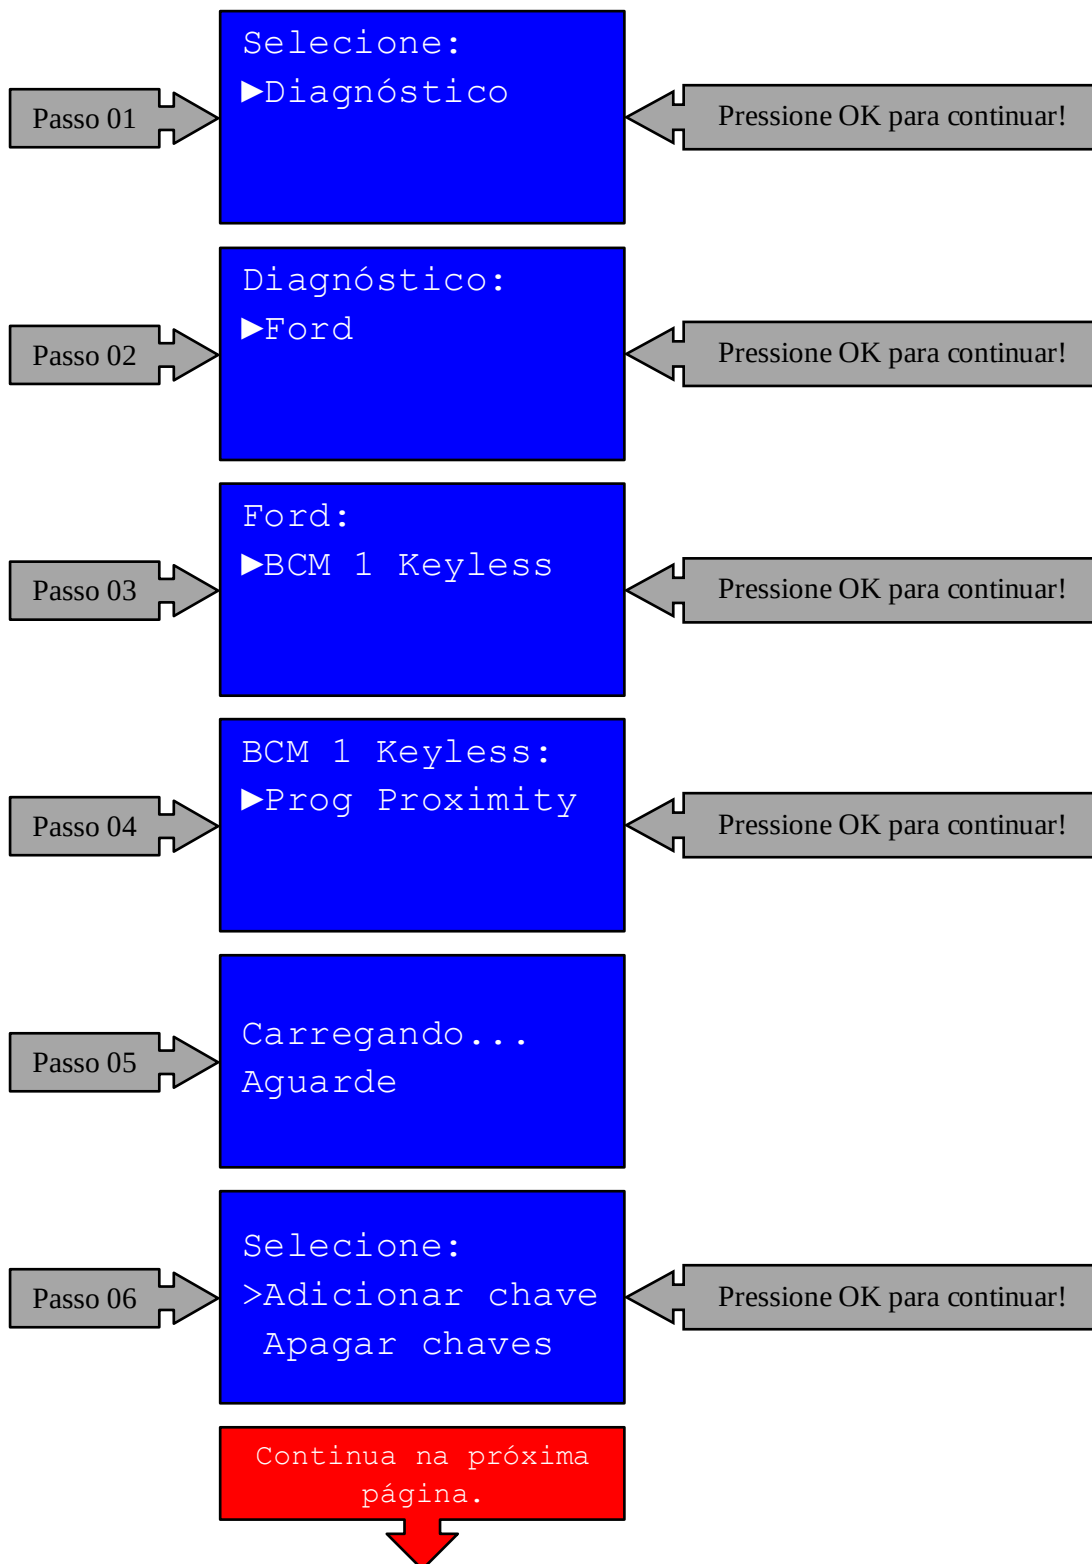 Selecione:
Passo 01
►Diagnóstico
Pressione OK para continuar!
Diagnóstico:
Passo 02
►Ford
Pressione OK para continuar!
Ford:
Passo 03
►BCM 1 Keyless
Pressione OK para continuar!
BCM 1 Keyless:
Passo 04
►Prog Proximity
Pressione OK para continuar!
Passo 05
Carregando...
Aguarde
Selecione:
Passo 06
>Adicionar chave
Apagar chaves
Pressione OK para continuar!
Continua na próxima
página.